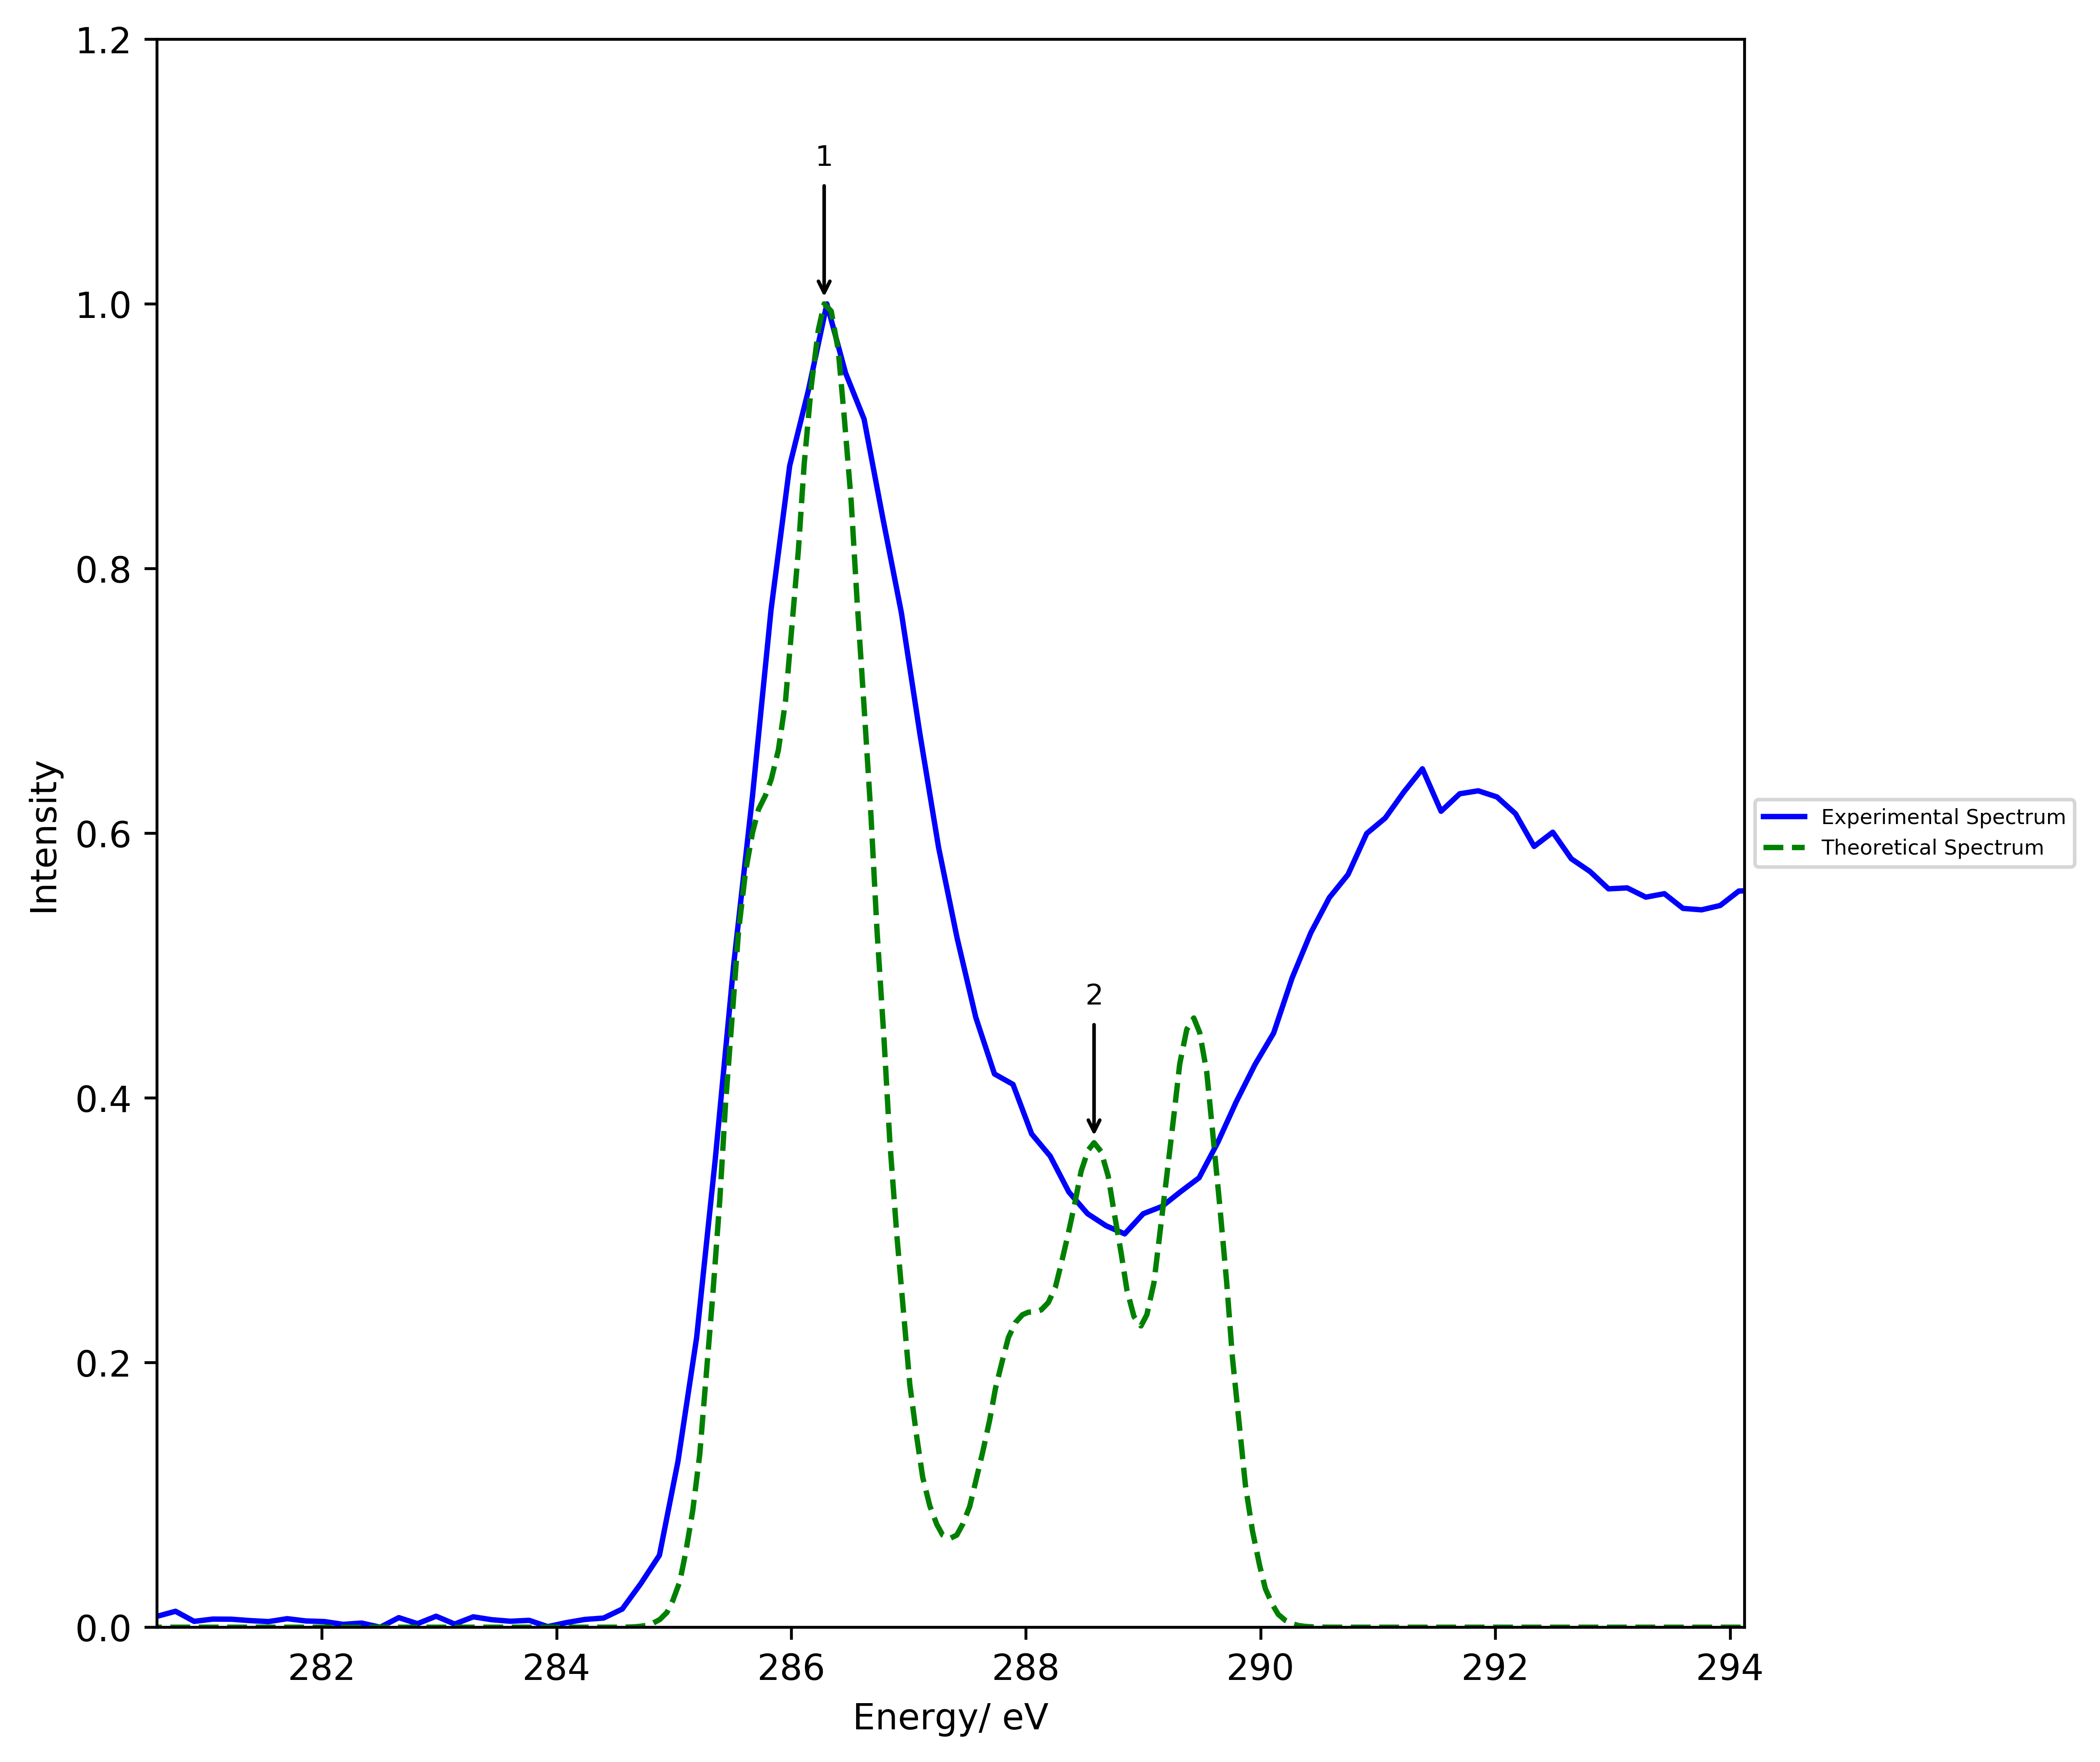 1.2
1
1.0
0.8
Intensity
0.6
Experimental Spectrum
Theoretical Spectrum
2
0.4
0.2
0.0
282 284 286 288 290 292 294
Energy/ eV